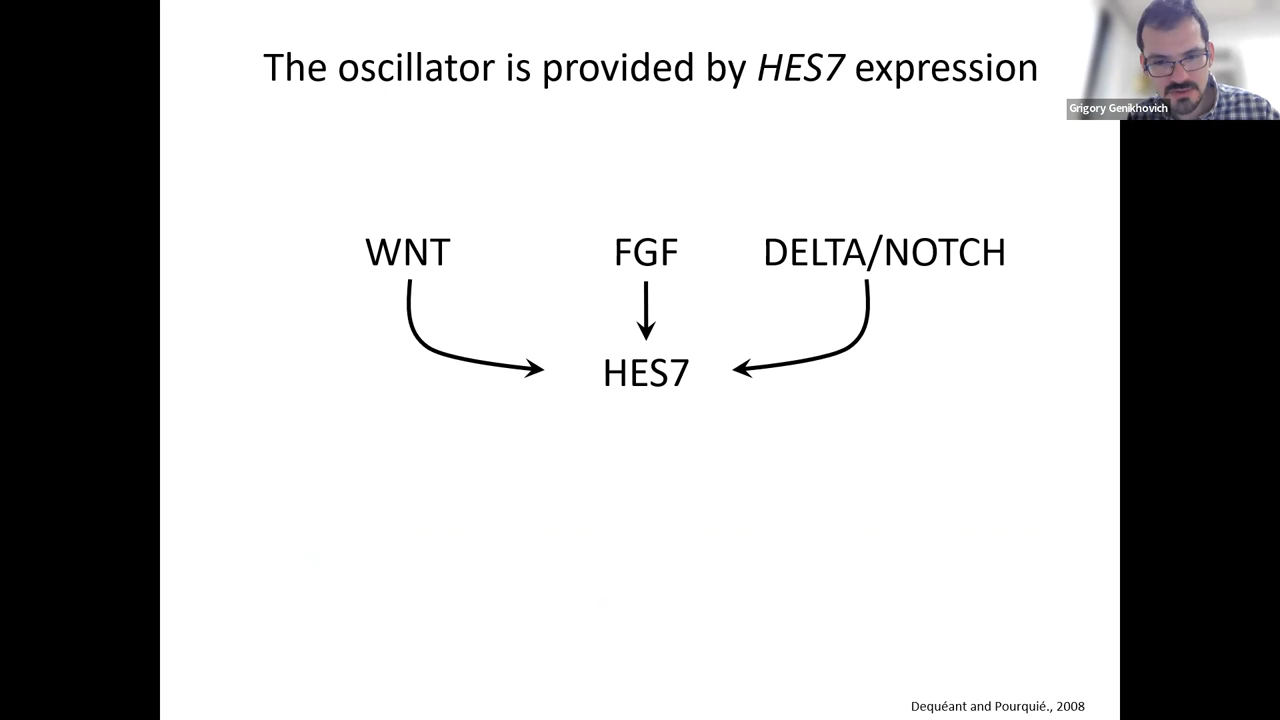 The oscillator is provided by HES7 expression
Grigory Genikhovich
WNT FGF DELTA/NOTCH
HES7
Dequéant and Pourquié., 2008